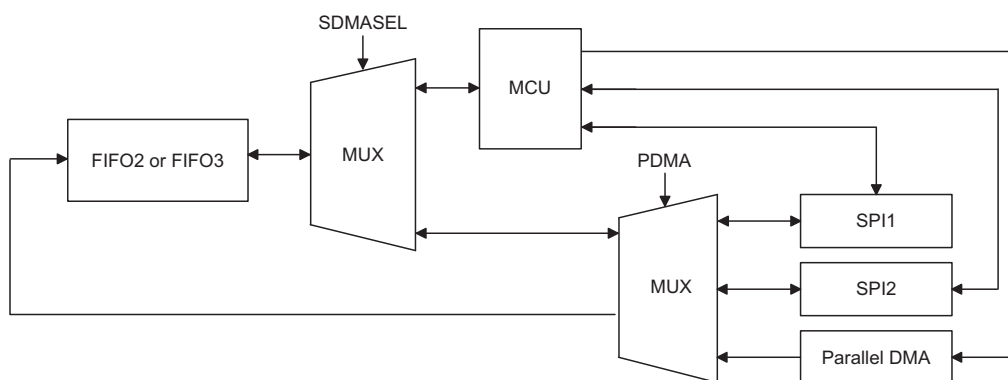 SDMASEL
MCU
MUX
FIFO2 or FIFO3
PDMA
SPI1
MUX
SPI2
Parallel DMA